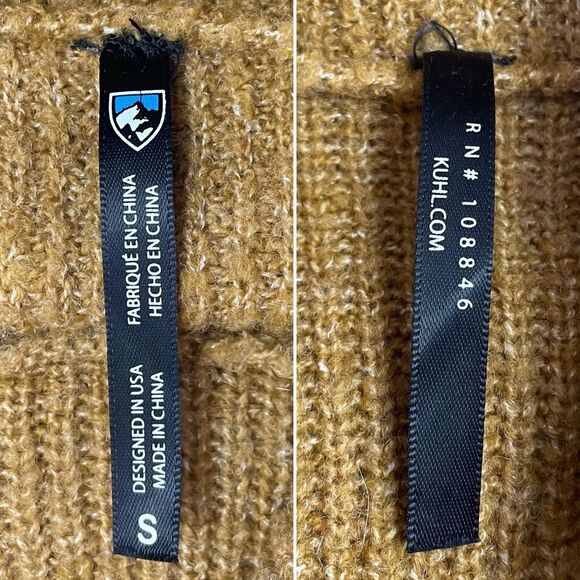 FABRIQUÉ EN CHINA
HECHO EN CHINA
DESIGNED IN USA
MADE IN CHINA
S
RN# 108846
KUHL.COM